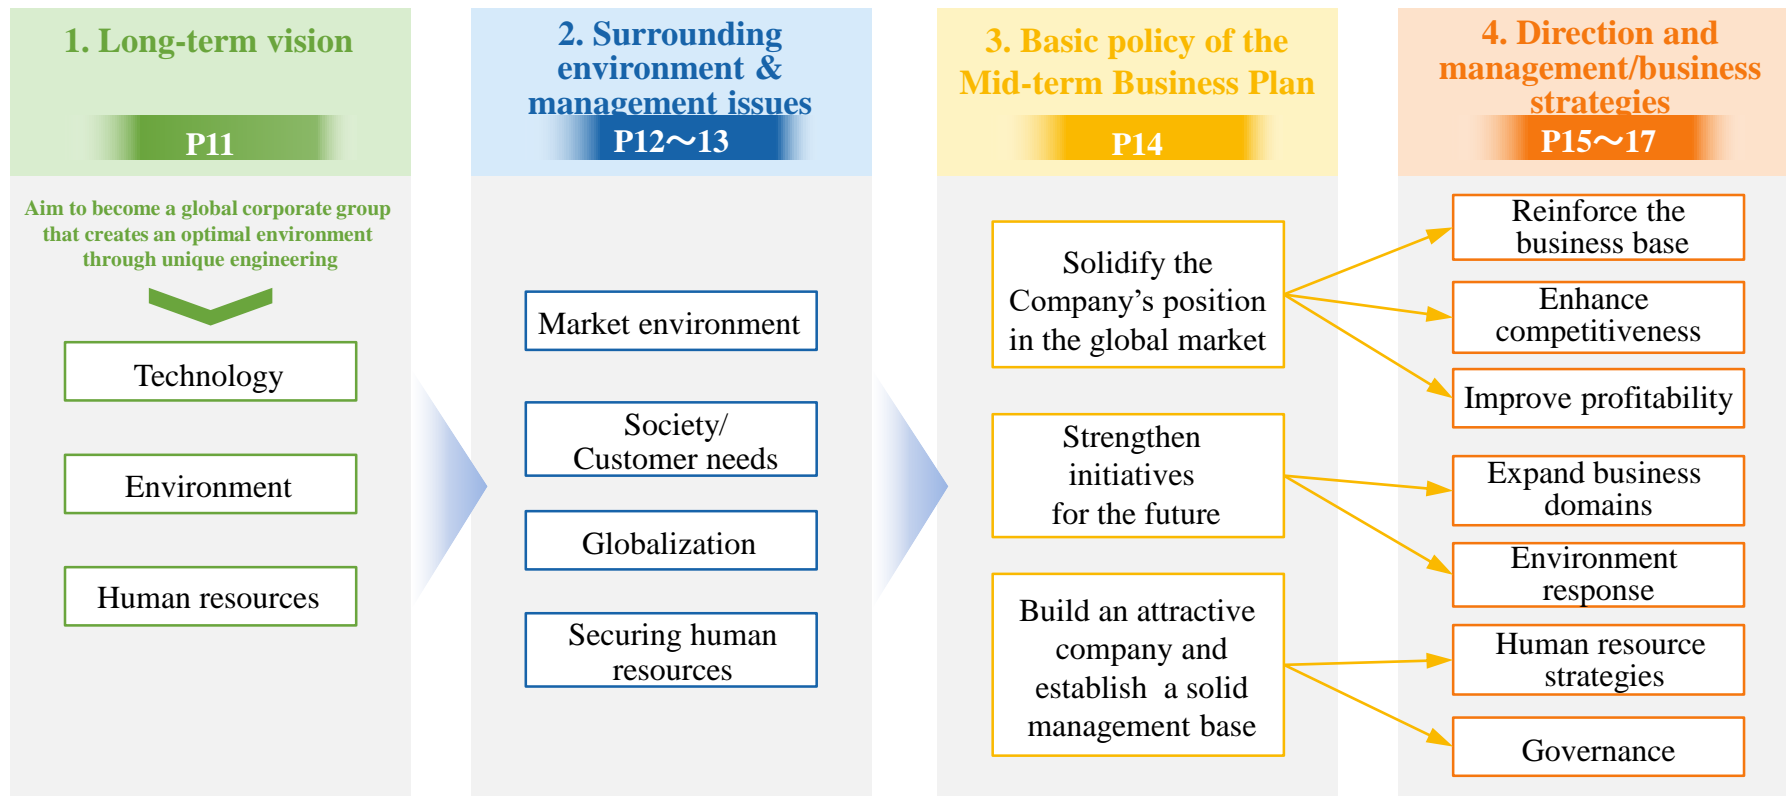 1. Long-term vision
P11
Aim to become a global corporate group
that creates an optimal environment
through unique engineering
Technology
Environment
Human resources
2. Surrounding
environment &
management issues
P12～13
Market environment
Society/
Customer needs
Globalization
Securing human
resources
3. Basic policy of the
Mid-term Business Plan
P14
Solidify the
Company’s position
in the global market
Strengthen
initiatives
for the future
Build an attractive
company and
establish a solid
management base
4. Direction and
management/business
strategies
P15～17
Reinforce the
business base
Enhance
competitiveness
Improve profitability
Expand business
domains
Environment
response
Human resource
strategies
Governance